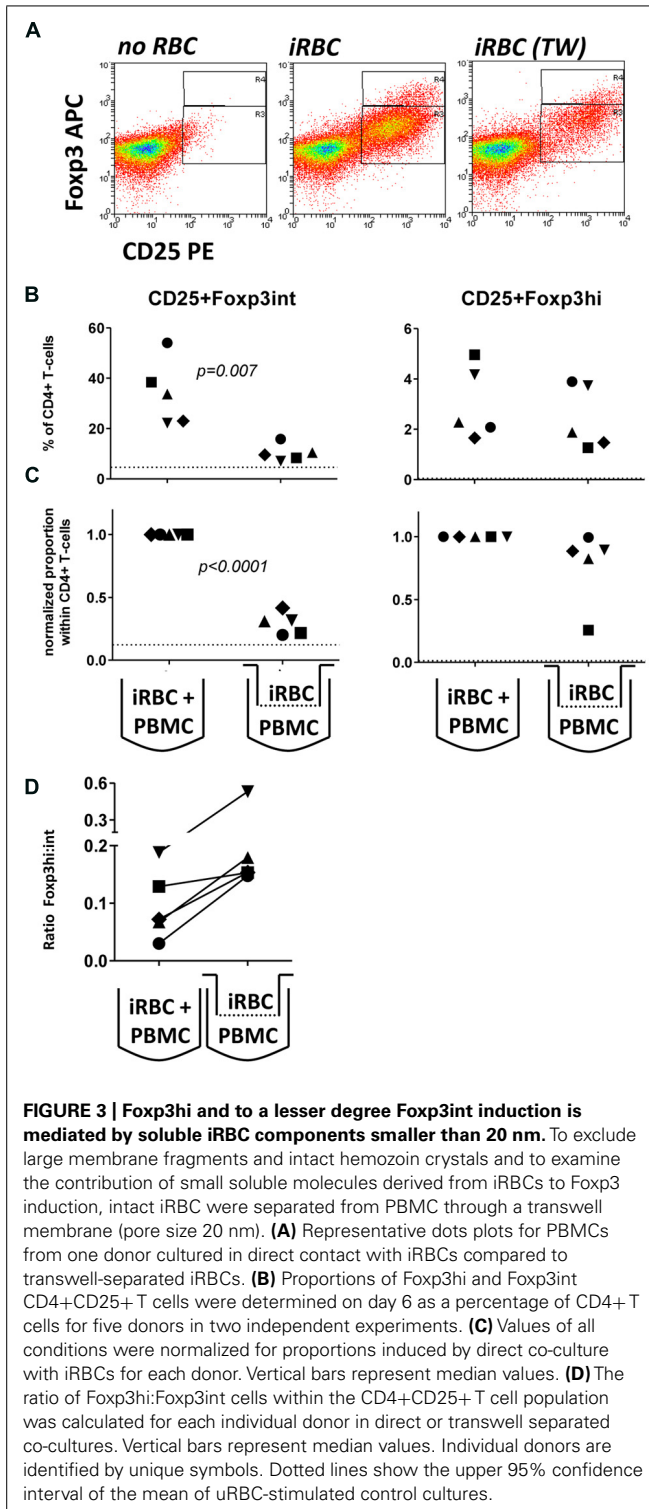 A
no RBC iRBC iRBC (TW)
10⁴ 10³ 10² 10¹ 10⁰
R4
R3
R4
R3
R4
R3
10⁰ 10¹ 10² 10³ 10⁴
Foxp3 APC
CD25 PE
B
CD25+Foxp3int CD25+Foxp3hi
% of CD4+ T-cells
60
40
20
0
p=0.007
6
4
2
0
C
normalized proportion
within CD4+ T-cells
1.0
0.5
0.0
p<0.0001
1.0
0.5
0.0
iRBC + PBMC
iRBC PBMC
iRBC + PBMC
iRBC PBMC
D
Ratio Foxp3hi:int
0.6
0.3
0.2
0.1
0.0
iRBC + PBMC
iRBC PBMC
FIGURE 3 | Foxp3hi and to a lesser degree Foxp3int induction is
mediated by soluble iRBC components smaller than 20 nm. To exclude
large membrane fragments and intact hemozoin crystals and to examine
the contribution of small soluble molecules derived from iRBCs to Foxp3
induction, intact iRBC were separated from PBMC through a transwell
membrane (pore size 20 nm). (A) Representative dots plots for PBMCs
from one donor cultured in direct contact with iRBCs compared to
transwell-separated iRBCs. (B) Proportions of Foxp3hi and Foxp3int
CD4+CD25+ T cells were determined on day 6 as a percentage of CD4+ T
cells for five donors in two independent experiments. (C) Values of all
conditions were normalized for proportions induced by direct co-culture
with iRBCs for each donor. Vertical bars represent median values. (D) The
ratio of Foxp3hi:Foxp3int cells within the CD4+CD25+ T cell population
was calculated for each individual donor in direct or transwell separated
co-cultures. Vertical bars represent median values. Individual donors are
identified by unique symbols. Dotted lines show the upper 95% confidence
interval of the mean of uRBC-stimulated control cultures.